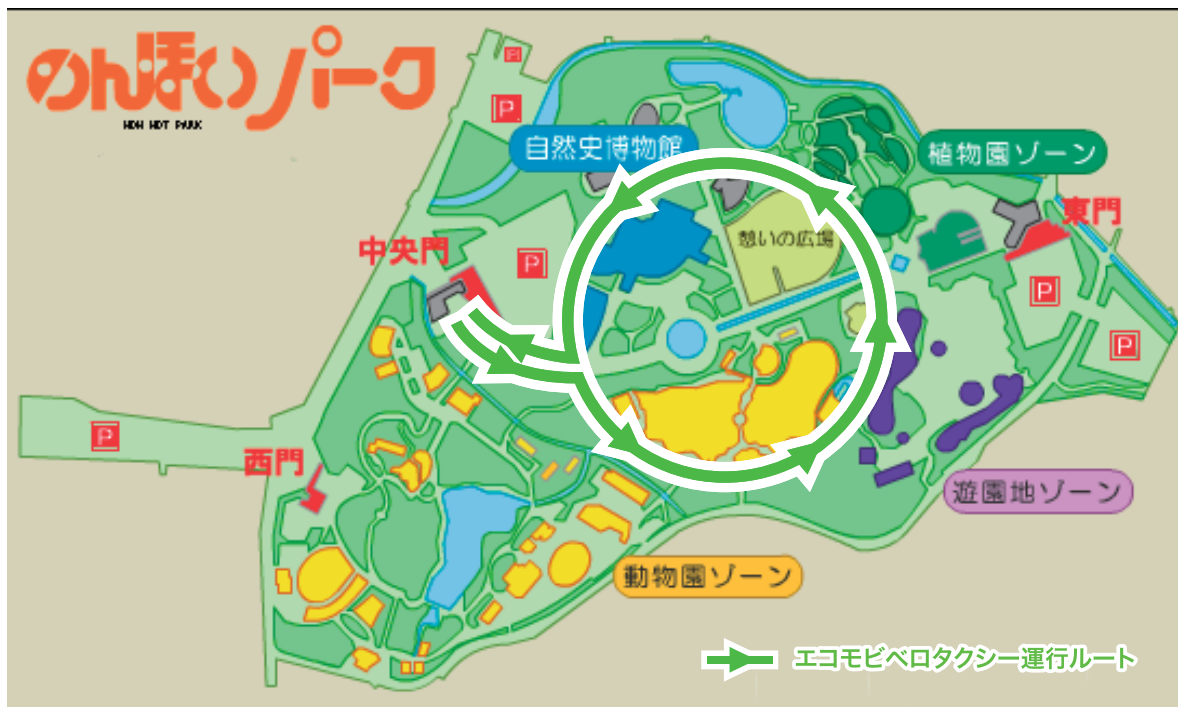 のんほいパーク
NON HOI PARK
P
P
自然史博物館
植物園ゾーン
東門
中央門
憩いの広場
P
P
P
P
西門
遊園地ゾーン
動物園ゾーン
エコモビベロタクシー運行ルート